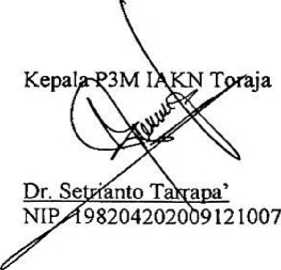 Kepala P3M IAKN Toraja
Dr. Setrianto Tarrapa'
NIP. 198204202009121007